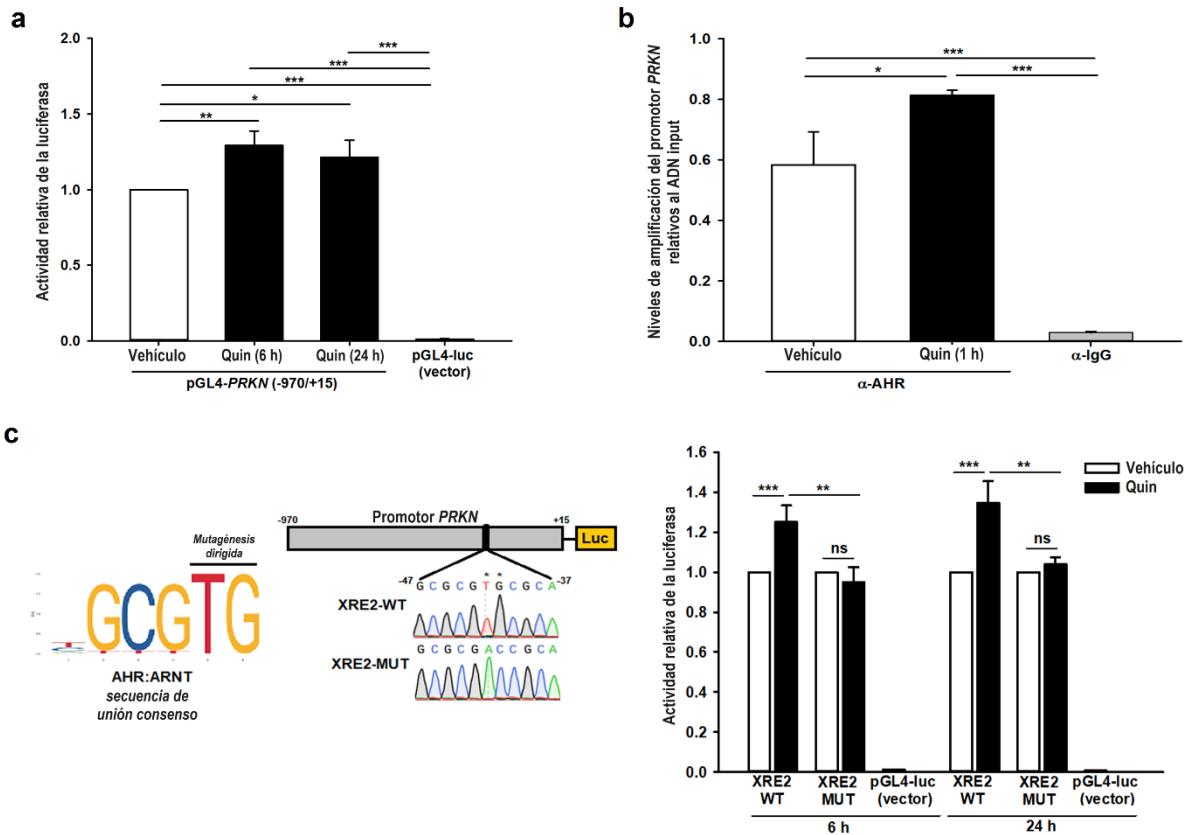 a
2.0
1.5
1.0
0.5
0.0
Actividad relativa de la luciferasa
***
***
***
*
**
Vehículo
Quin (6 h)
Quin (24 h)
pGL4-luc
(vector)
pGL4-PRKN (-970/+15)
b
1.0
0.8
0.6
0.4
0.2
0.0
Niveles de amplificación del promotor PRKN
relativos al ADN input
***
*
***
Vehículo
Quin (1 h)
α-IgG
α-AHR
c
Mutagénesis
dirigida
GCGTG
AHR:ARNT
secuencia de
unión consenso
-970
Promotor PRKN
+15
Luc
-47
* *
-37
GCGCGTGCGCA
XRE2-WT
GCGCGACCGCA
XRE2-MUT
1.6
1.4
1.2
1.0
0.8
0.6
0.4
0.2
0.0
Actividad relativa de la luciferasa
Vehículo
Quin
***
**
ns
***
**
ns
XRE2
WT
XRE2
MUT
pGL4-luc
(vector)
XRE2
WT
XRE2
MUT
pGL4-luc
(vector)
6 h
24 h